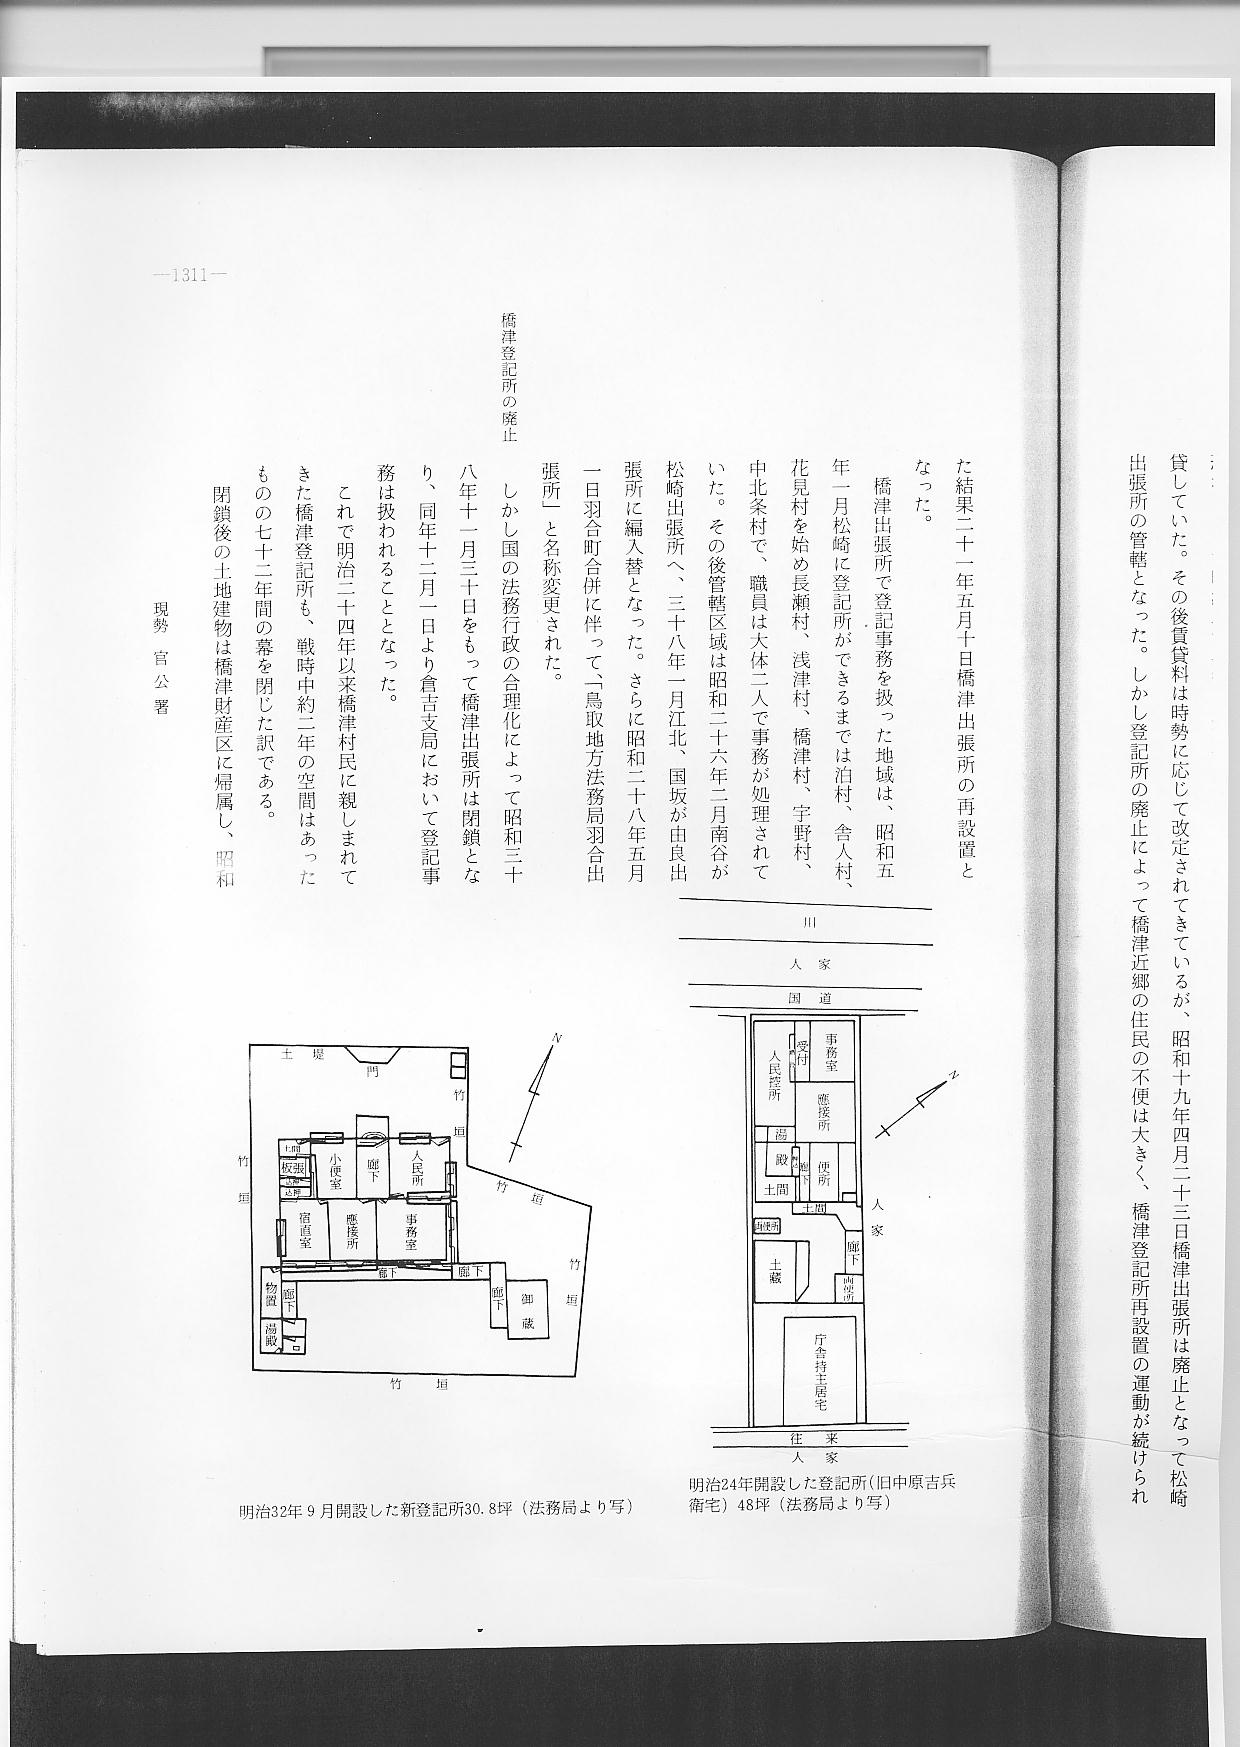 貸していた。その後賃貸料は時勢に応じて改定されてきているが、昭和十九年四月二十三日橋津出張所は廃止となって松崎
出張所の管轄となった。しかし登記所の廃止によって橋津近郷の住民の不便は大きく、橋津登記所再設置の運動が続けられ
た結果二十一年五月十日橋津出張所の再設置と
なった。
橋津出張所で登記事務を扱った地域は、昭和五
年一月松崎に登記所ができるまでは泊村、舎人村、
花見村を始め長瀬村、浅津村、橋津村、宇野村、
中北条村で、職員は大体二人で事務が処理されて
いた。その後管轄区域は昭和二十六年二月南谷が
松崎出張所へ、三十八年一月江北、国坂が由良出
張所に編入替となった。さらに昭和二十八年五月
一日羽合町合併に伴って、「鳥取地方法務局羽合出
張所」と名称変更された。
橋津登記所の廃止
しかし国の法務行政の合理化によって昭和三十
八年十一月三十日をもって橋津出張所は閉鎖とな
り、同年十二月一日より倉吉支局において登記事
務は扱われることとなった。
これで明治二十四年以来橋津村民に親しまれて
きた橋津登記所も、戦時中約二年の空間はあった
ものの七十二年間の幕を閉じた訳である。
閉鎖後の土地建物は橋津財産区に帰属し、昭和
川
人家
国道
事務室
受付
人民控所
應接所
湯殿
押込
廊下
便所
土間
土間
両便所
廊下
両便所
土蔵
庁舎持主居宅
往来
人家
人家
N
明治24年開設した登記所(旧中原吉兵
衛宅) 48坪 (法務局より写)
土堤
門
竹垣
N
竹垣
竹垣
竹垣
竹垣
土間
板張
押込
押込
小使室
廊下
人民所
宿直室
應接所
事務室
廊下
廊下
廊下
御蔵
物置
廊下
湯殿
明治32年9月開設した新登記所30.8坪 (法務局より写)
現勢 官公署
—1311—